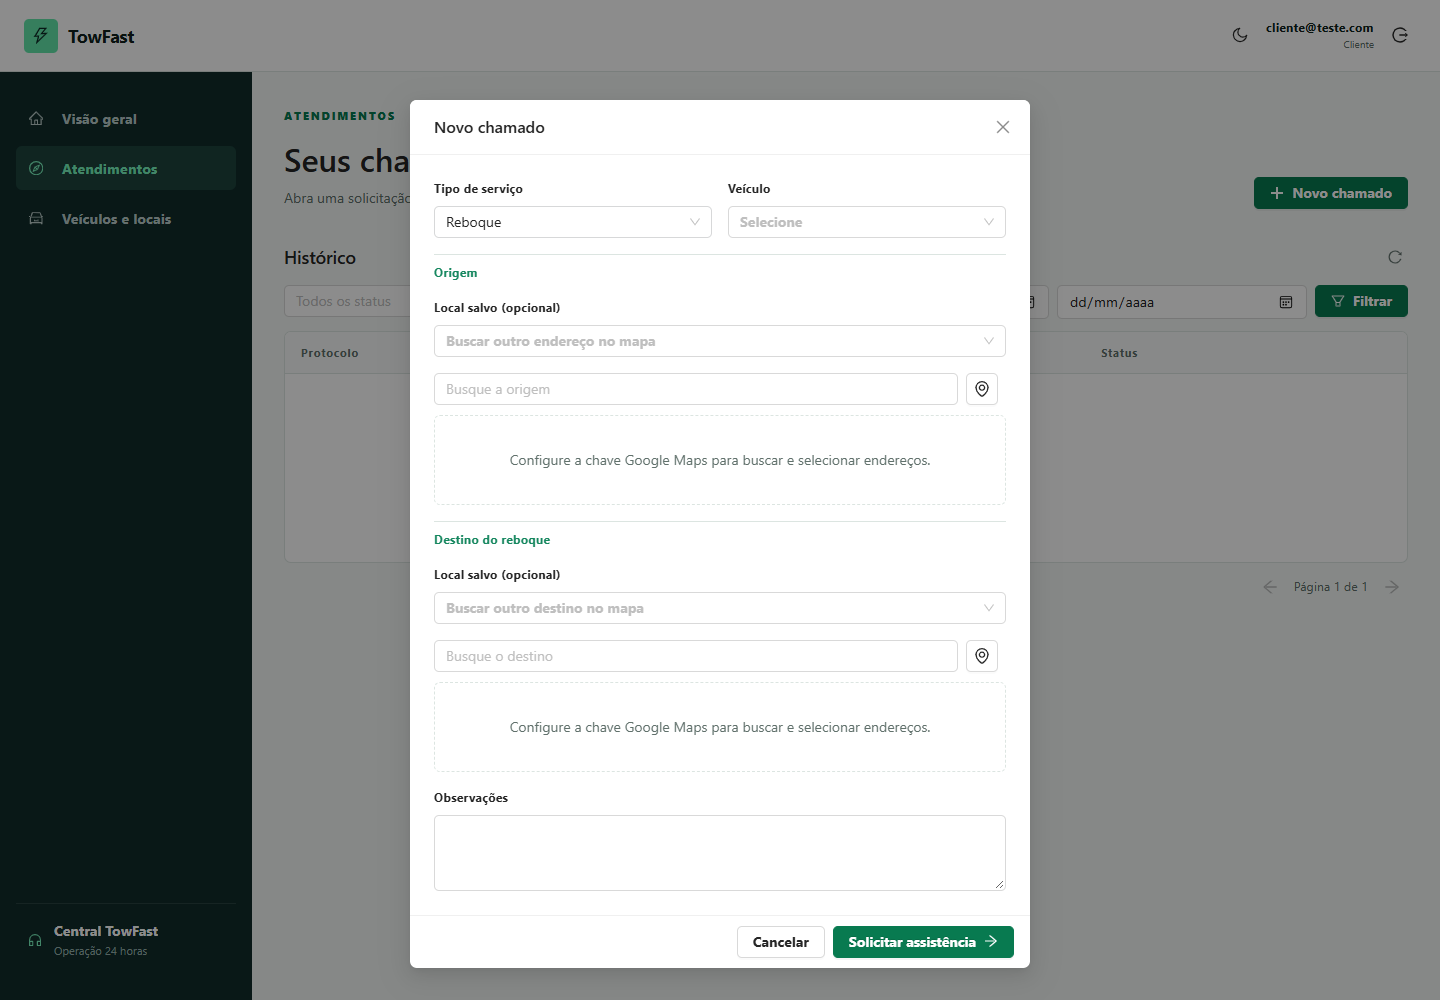 TowFast
cliente@teste.com
Cliente
Visão geral
Atendimentos
Veículos e locais
Central TowFast
Operação 24 horas
ATENDIMENTOS
Seus cha
Abra uma solicitação
Novo chamado
Histórico
Todos os status
dd/mm/aaaa
Filtrar
Protocolo
Status
Página 1 de 1
Novo chamado
Tipo de serviço
Veículo
Reboque
Selecione
Origem
Local salvo (opcional)
Buscar outro endereço no mapa
Busque a origem
Configure a chave Google Maps para buscar e selecionar endereços.
Destino do reboque
Local salvo (opcional)
Buscar outro destino no mapa
Busque o destino
Configure a chave Google Maps para buscar e selecionar endereços.
Observações
Cancelar
Solicitar assistência